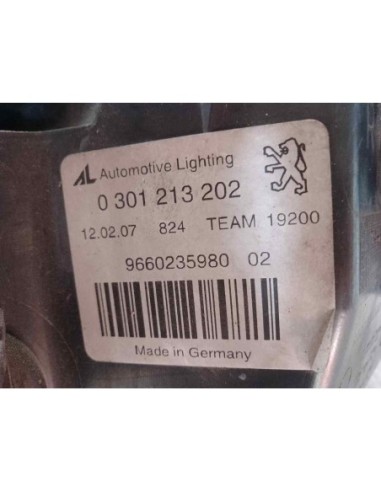 AL Automotive Lighting
0 301 213 202
12.02.07 824 TEAM 19200
9660235980 02
Made in Germany